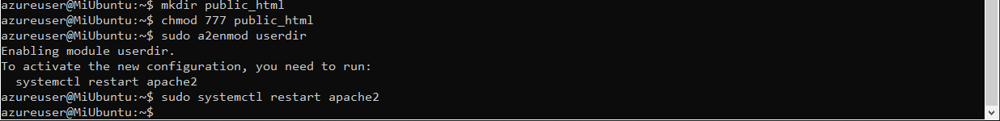 azureuser@MiUbuntu:~$ mkdir public_html
azureuser@MiUbuntu:~$ chmod 777 public_html
azureuser@MiUbuntu:~$ sudo a2enmod userdir
Enabling module userdir.
To activate the new configuration, you need to run:
  systemctl restart apache2
azureuser@MiUbuntu:~$ sudo systemctl restart apache2
azureuser@MiUbuntu:~$